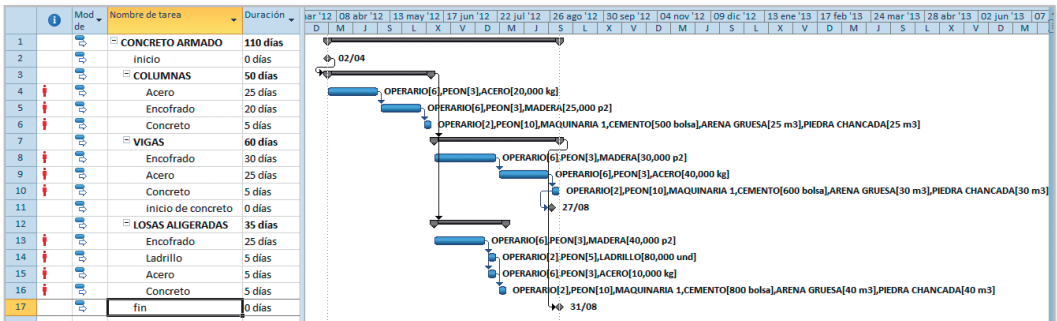 Mod de Nombre de tarea Duración ar '12 08 abr '12 13 may '12 17 jun '12 22 jul '12 26 ago '12 30 sep '12 04 nov '12 09 dic '12 13 ene '13 17 feb '13 24 mar '13 28 abr '13 02 jun '13 07
D M J S L X V D M J S L X V D M J S L X V D M J S L X V D M
1 CONCRETO ARMADO 110 días
2 inicio 0 días 02/04
3 COLUMNAS 50 días
4 Acero 25 días OPERARIO[6],PEON[3],ACERO[20,000 kg]
5 Encofrado 20 días OPERARIO[6],PEON[3],MADERA[25,000 p2]
6 Concreto 5 días OPERARIO[2],PEON[10],MAQUINARIA 1,CEMENTO[500 bolsa],ARENA GRUESA[25 m3],PIEDRA CHANCADA[25 m3]
7 VIGAS 60 días
8 Encofrado 30 días OPERARIO[6],PEON[3],MADERA[30,000 p2]
9 Acero 25 días OPERARIO[6],PEON[3],ACERO[40,000 kg]
10 Concreto 5 días OPERARIO[2],PEON[10],MAQUINARIA 1,CEMENTO[600 bolsa],ARENA GRUESA[30 m3],PIEDRA CHANCADA[30 m3]
11 inicio de concreto 0 días 27/08
12 LOSAS ALIGERADAS 35 días
13 Encofrado 25 días OPERARIO[6],PEON[3],MADERA[40,000 p2]
14 Ladrillo 5 días OPERARIO[2],PEON[5],LADRILLO[80,000 und]
15 Acero 5 días OPERARIO[6],PEON[3],ACERO[10,000 kg]
16 Concreto 5 días OPERARIO[2],PEON[10],MAQUINARIA 1,CEMENTO[800 bolsa],ARENA GRUESA[40 m3],PIEDRA CHANCADA[40 m3]
17 fin 0 días 31/08